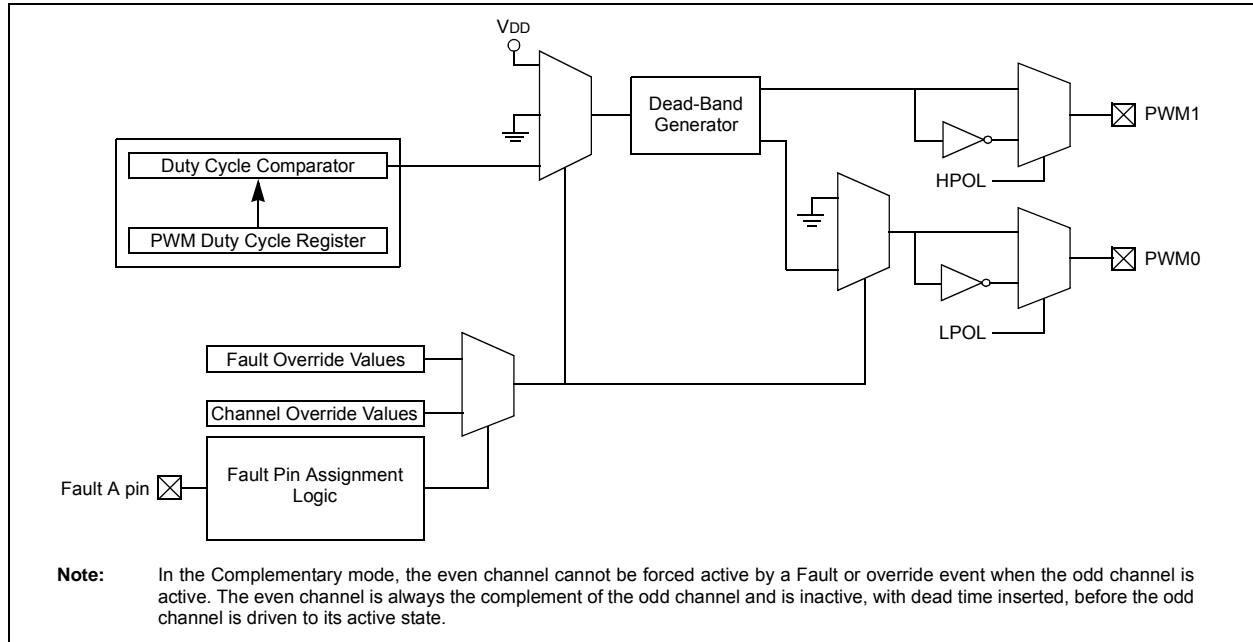 VDD
Dead-Band
Generator
PWM1
HPOL
Duty Cycle Comparator
PWM Duty Cycle Register
PWM0
LPOL
Fault Override Values
Channel Override Values
Fault Pin Assignment
Logic
Fault A pin
Note: In the Complementary mode, the even channel cannot be forced active by a Fault or override event when the odd channel is
active. The even channel is always the complement of the odd channel and is inactive, with dead time inserted, before the odd
channel is driven to its active state.